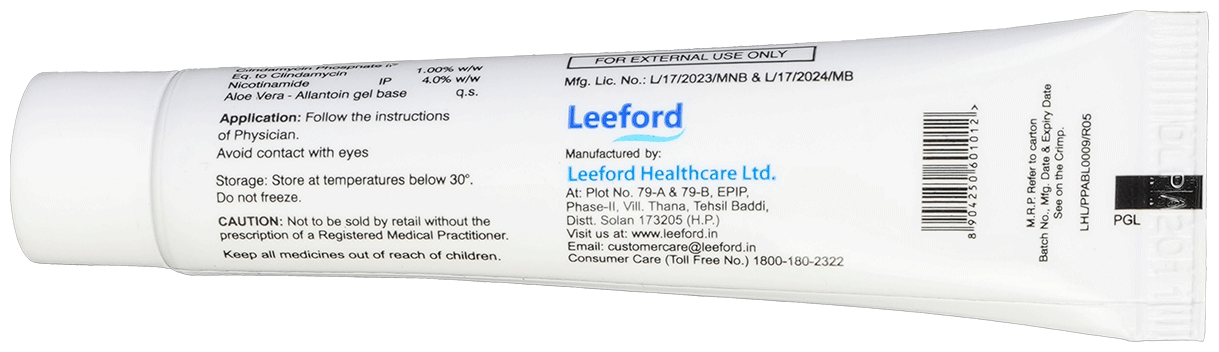 Clindamycin Phosphate IP
Eq. to Clindamycin 1.00% w/w
Nicotinamide IP 4.0% w/w
Aloe Vera - Allantoin gel base q.s.
Application: Follow the instructions
of Physician.
Avoid contact with eyes
Storage: Store at temperatures below 30°.
Do not freeze.
CAUTION: Not to be sold by retail without the
prescription of a Registered Medical Practitioner.
Keep all medicines out of reach of children.
FOR EXTERNAL USE ONLY
Mfg. Lic. No.: L/17/2023/MNB & L/17/2024/MB
Leeford
Manufactured by:
Leeford Healthcare Ltd.
At: Plot No. 79-A & 79-B, EPIP,
Phase-II, Vill. Thana, Tehsil Baddi,
Distt. Solan 173205 (H.P.)
Visit us at: www.leeford.in
Email: customercare@leeford.in
Consumer Care (Toll Free No.) 1800-180-2322
8 904250 601012 >
M.R.P. Refer to carton
Batch No., Mfg. Date & Expiry Date
See on the Crimp.
LHL/PPABL0009/R05
PGL